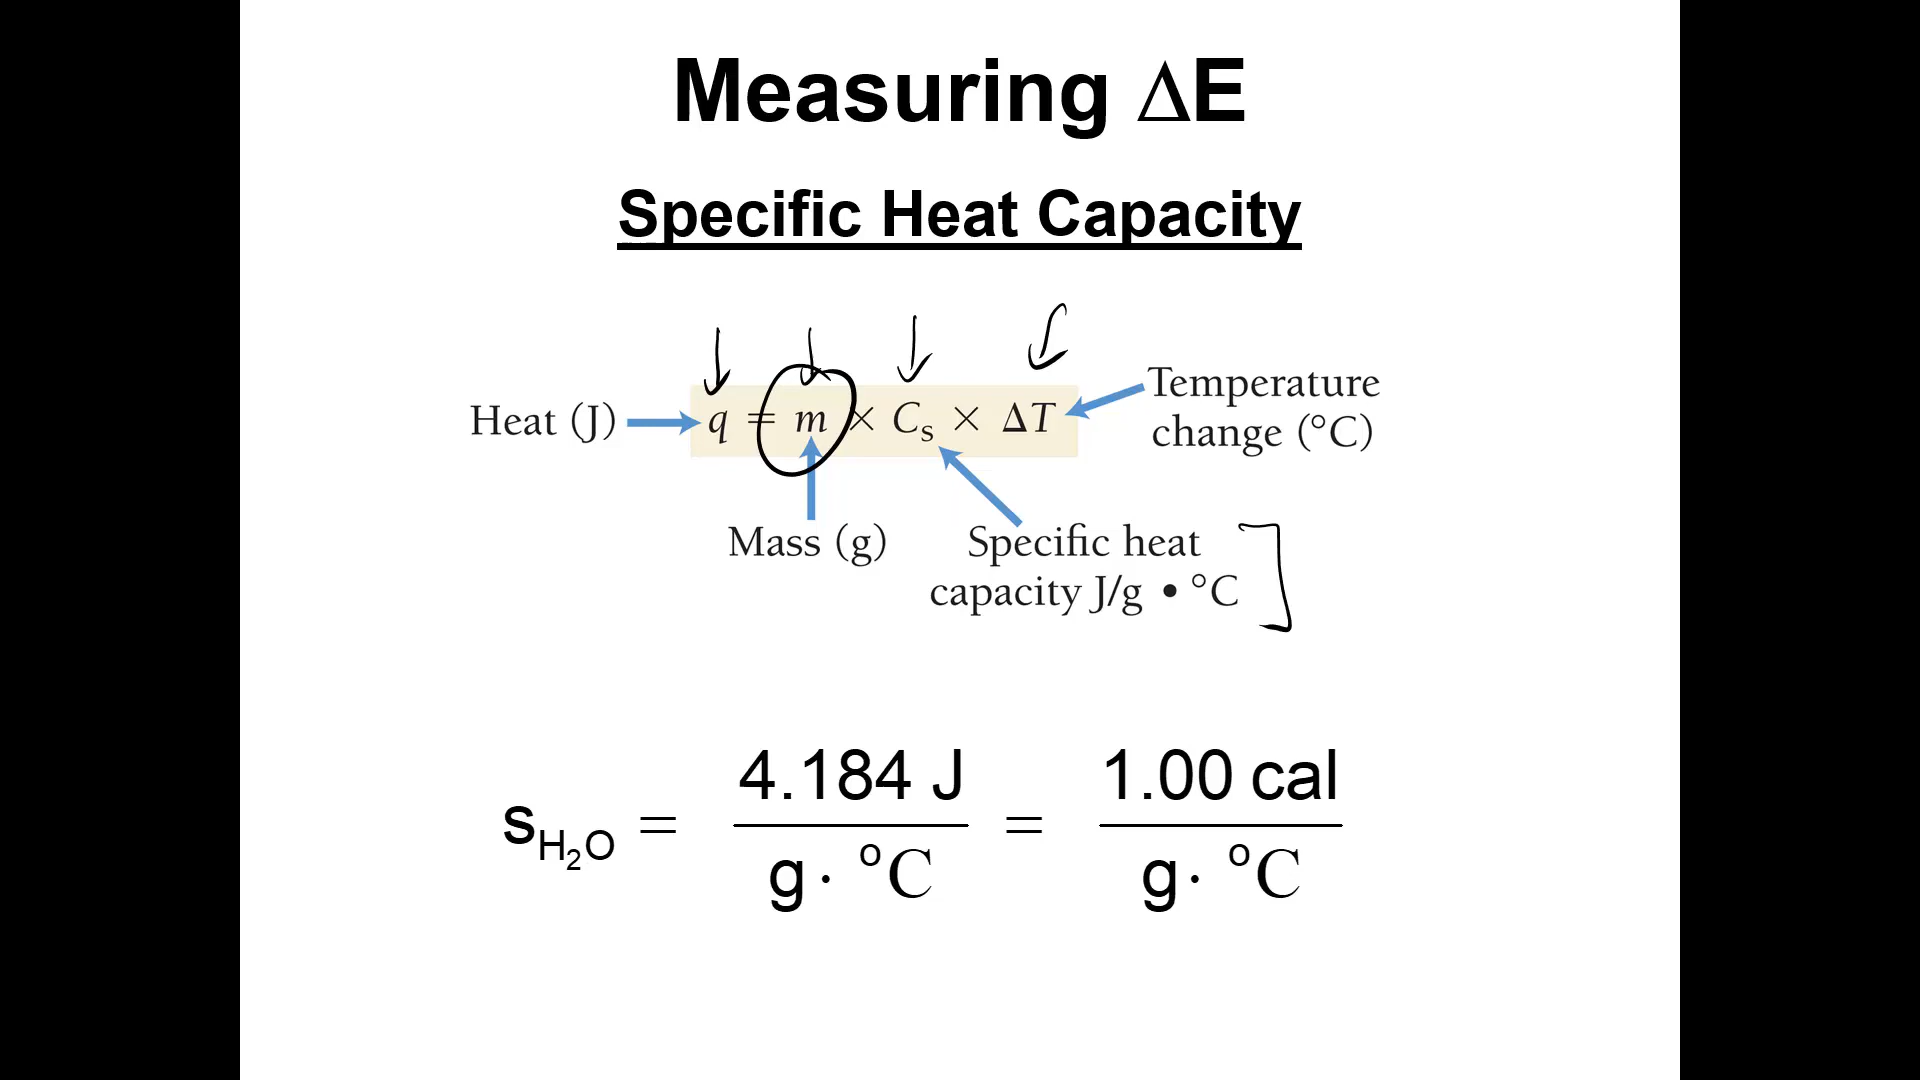 Measuring ΔE
Specific Heat Capacity
Heat (J)
q = m × Cₛ × ΔT
Temperature
change (°C)
Mass (g)
Specific heat
capacity J/g • °C
s H₂O = 4.184 J / g · °C = 1.00 cal / g · °C